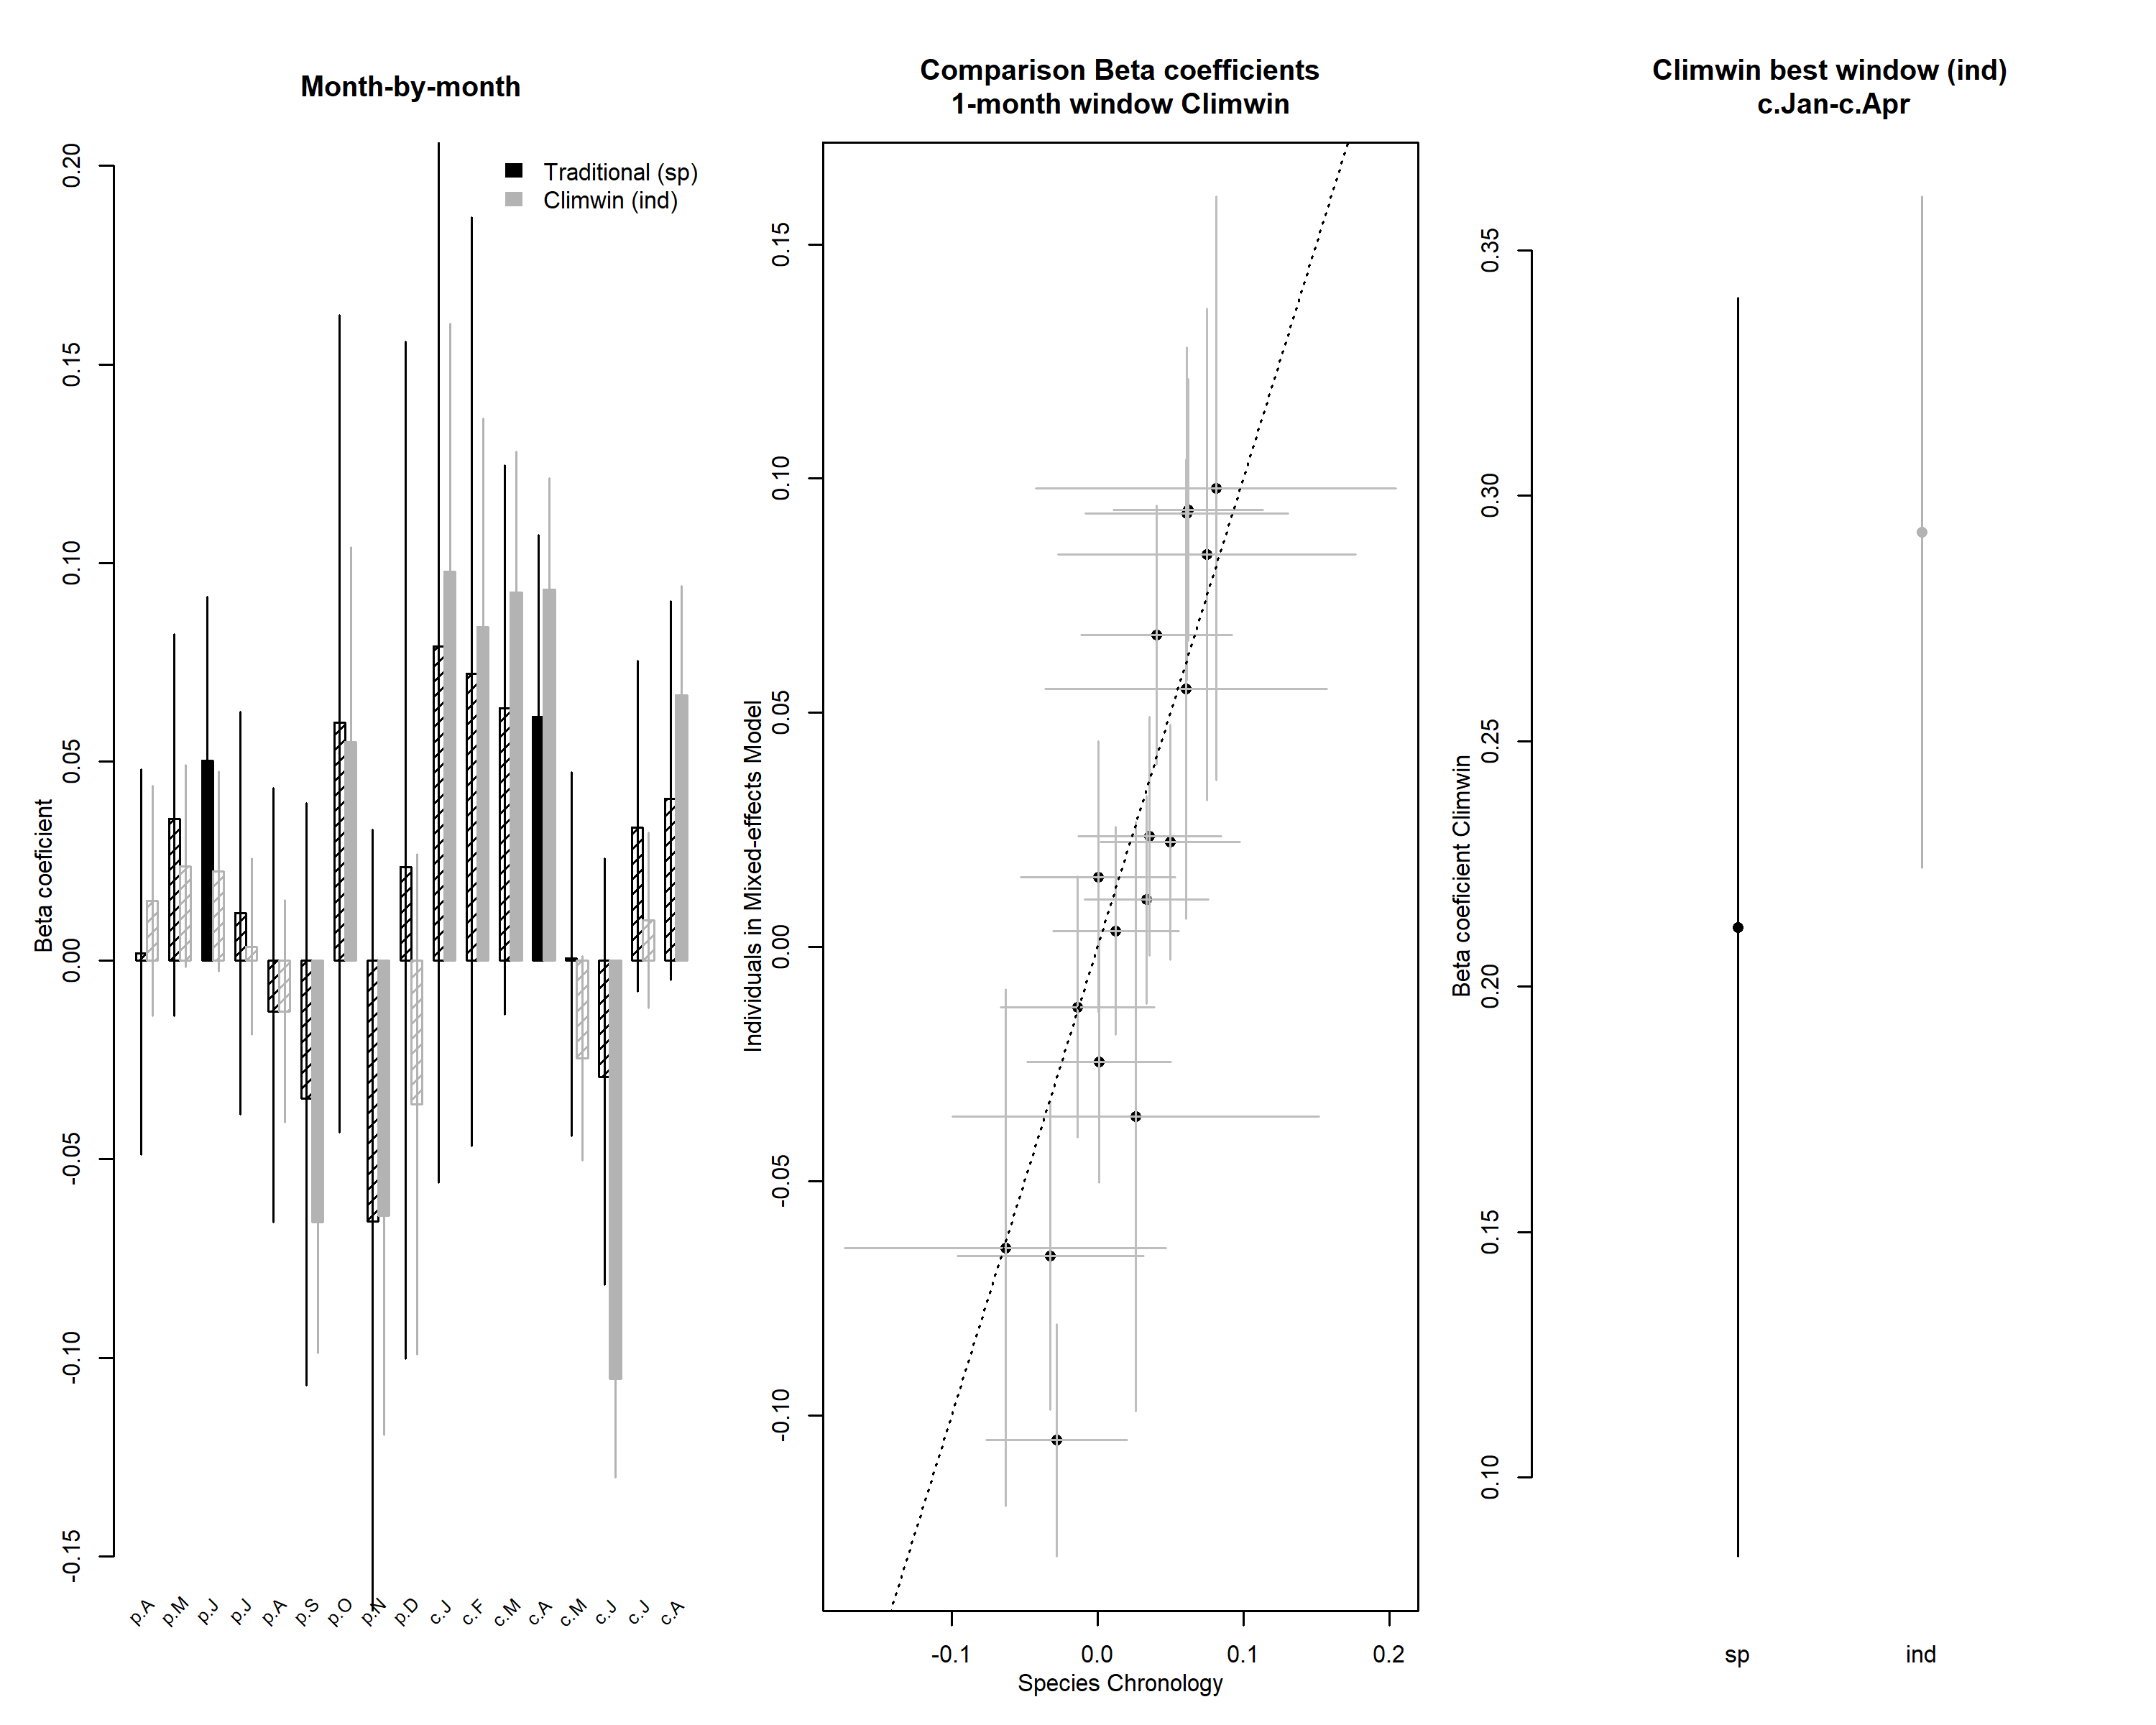 Month-by-month
Beta coeficient
0.20
0.15
0.10
0.05
0.00
-0.05
-0.10
-0.15
Traditional (sp)
Climwin (ind)
p.A
p.M
p.J
p.J
p.A
p.S
p.O
p.N
p.D
c.J
c.F
c.M
c.A
c.M
c.J
c.J
c.A
Comparison Beta coefficients
1-month window Climwin
Individuals in Mixed-effects Model
0.15
0.10
0.05
0.00
-0.05
-0.10
-0.1
0.0
0.1
0.2
Species Chronology
Climwin best window (ind)
c.Jan-c.Apr
Beta coefficient Climwin
0.35
0.30
0.25
0.20
0.15
0.10
sp
ind